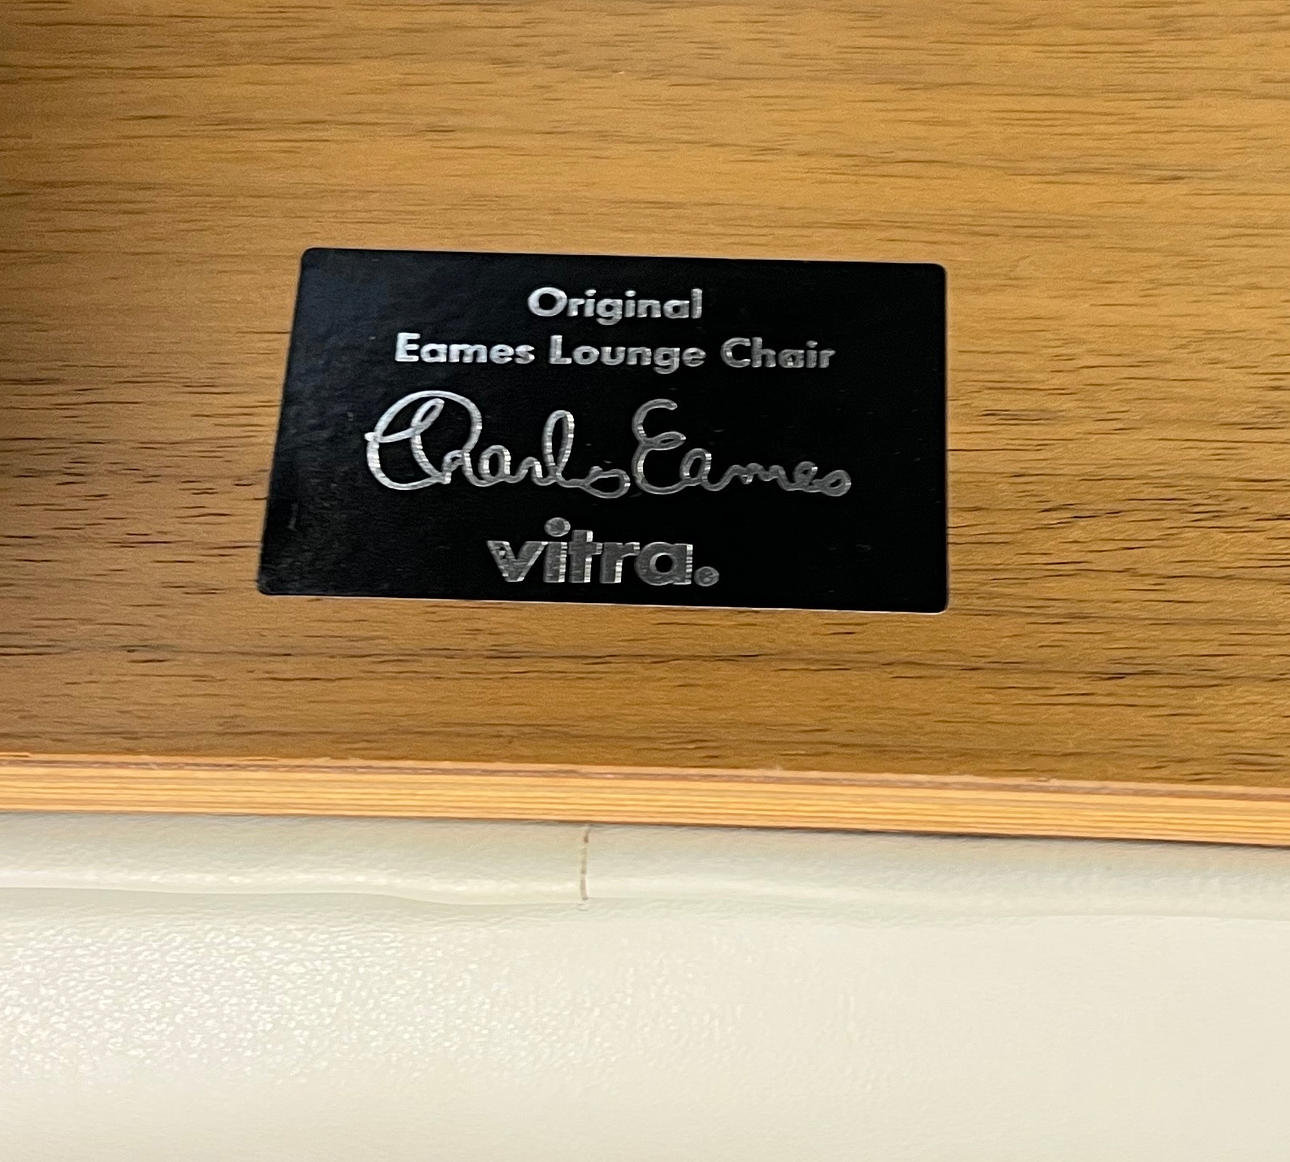 Original
Eames Lounge Chair
Charles Eames
vitra.®